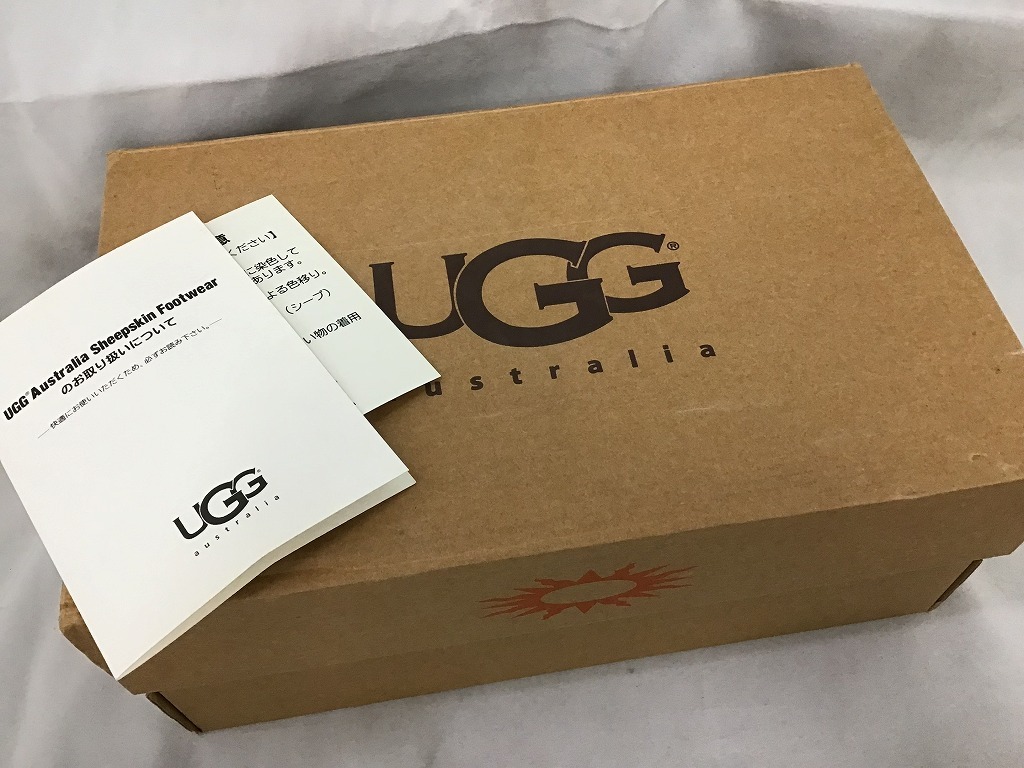 UGG®
australia
UGG®Australia Sheepskin Footwear
のお取り扱いについて
―快適にお使いいただくため、必ずお読み下さい。―
UGG®
australia
ください】
に染色して
あります。
よる色移り。
(シープ)
い物の着用